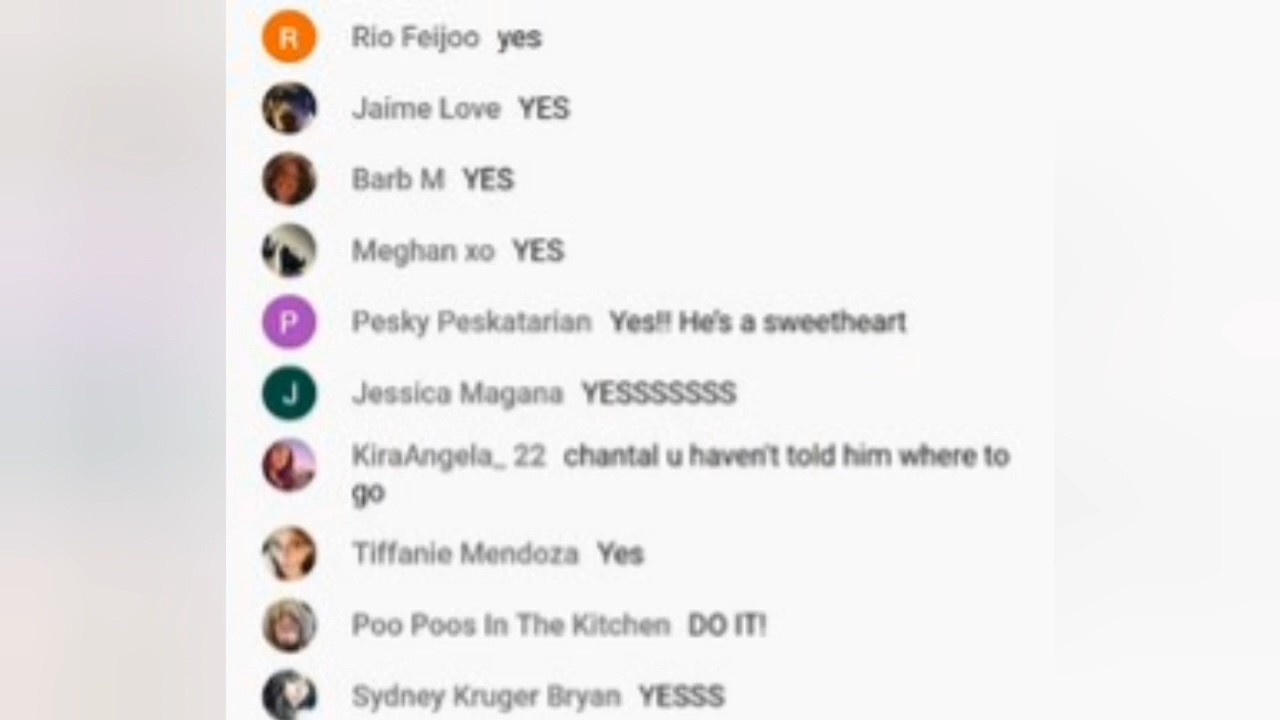 R Rio Feijoo yes
Jaime Love YES
Barb M YES
Meghan xo YES
P Pesky Peskatarian Yes!! He's a sweetheart
J Jessica Magana YESSSSSSS
KiraAngela_ 22 chantal u haven't told him where to
go
Tiffanie Mendoza Yes
Poo Poos In The Kitchen DO IT!
Sydney Kruger Bryan YESSS